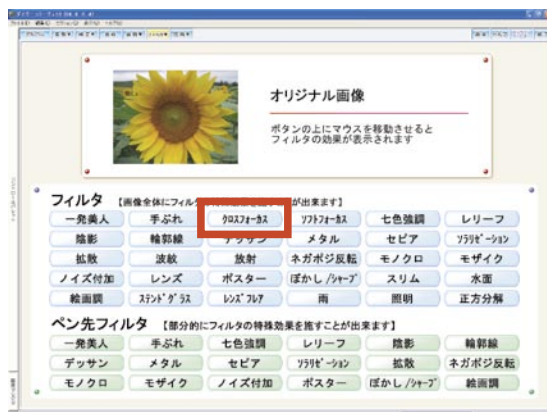 オリジナル画像
ボタンの上にマウスを移動させると
フィルタの効果が表示されます
フィルタ
が出来ます】
一発美人 手ぶれ クロスフォーカス ソフトフォーカス 七色強調 レリーフ
陰影 輪郭線 デッサン メタル セピア ソラリゼーション
拡散 波紋 放射 ネガポジ反転 モノクロ モザイク
ノイズ付加 レンズ ポスター ぼかし/シャープ スリム 水面
絵画調 ステンドグラス レンズフレア 雨 照明 正方分解
ペン先フィルタ 【部分的にフィルタの特殊効果を施すことが出来ます】
一発美人 手ぶれ 七色強調 レリーフ 陰影 輪郭線
デッサン メタル セピア ソラリゼーション 拡散 ネガポジ反転
モノクロ モザイク ノイズ付加 ポスター ぼかし/シャープ 絵画調